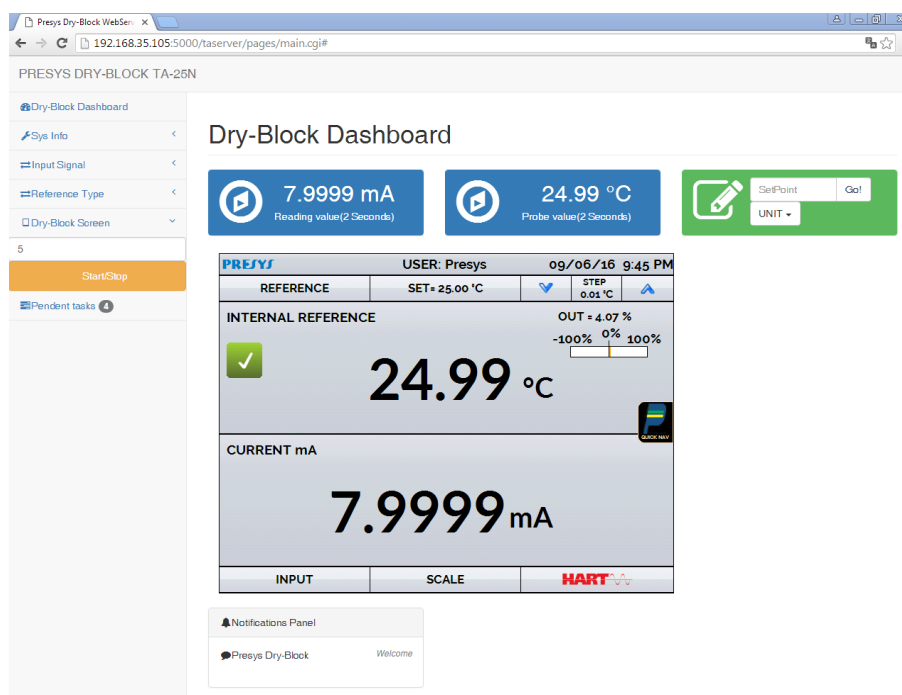 Presys Dry-Block WebServ
192.168.35.105:5000/taserver/pages/main.cgi#
PRESYS DRY-BLOCK TA-25N
Dry-Block Dashboard
Sys Info
Input Signal
Reference Type
Dry-Block Screen
5
Start/Stop
Pendent tasks 4
Dry-Block Dashboard
7.9999 mA
Reading value(2 Seconds)
24.99 °C
Probe value(2 Seconds)
SetPoint Go!
UNIT
PRESYS USER: Presys 09/06/16 9:45 PM
REFERENCE SET= 25.00 °C STEP
0.01 °C
INTERNAL REFERENCE OUT = 4.07 %
-100% 0% 100%
24.99 °C
QUICK NAV
CURRENT mA
7.9999 mA
INPUT SCALE HART
Notifications Panel
Presys Dry-Block Welcome